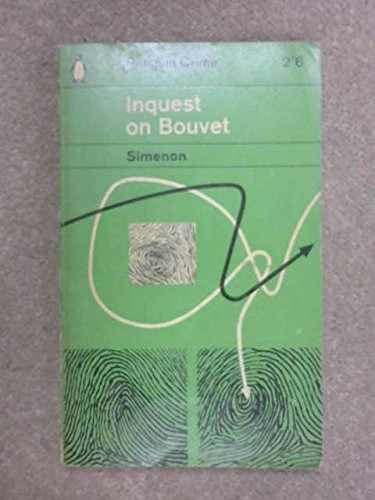 Penguin Crime
2'6
Inquest
on Bouvet
Simenon